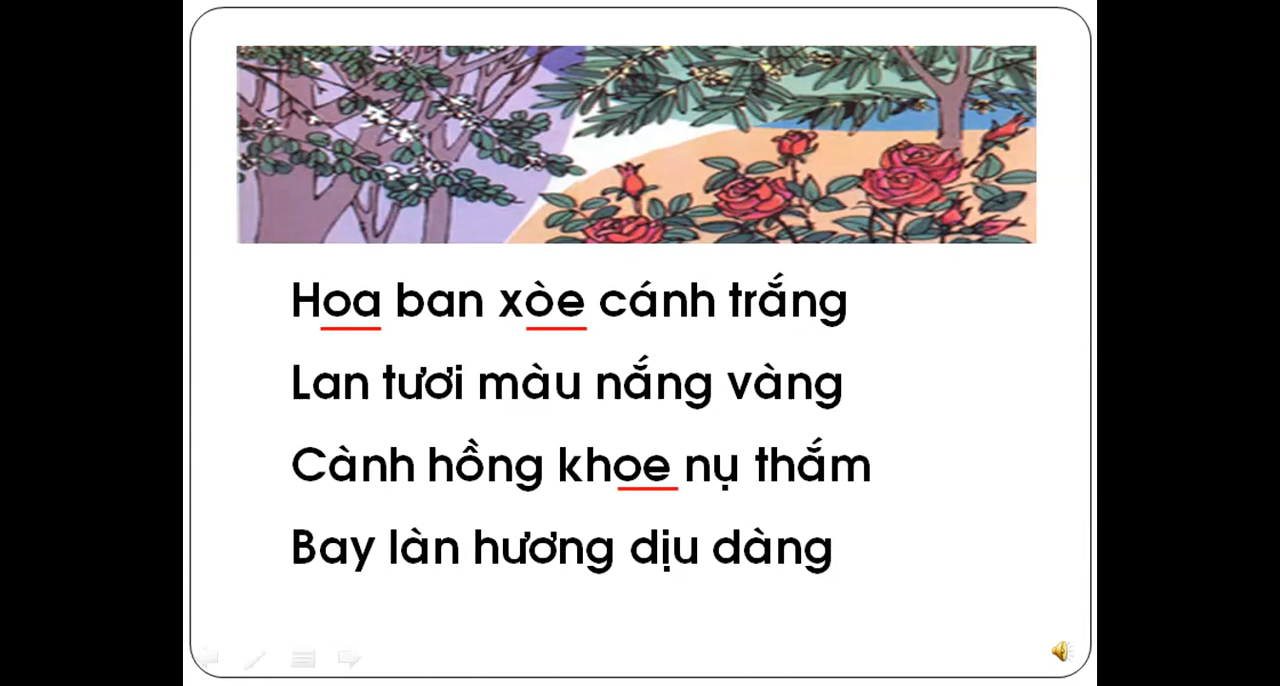 Hoa ban xòe cánh trắng
Lan tươi màu nắng vàng
Cành hồng khoe nụ thắm
Bay làn hương dịu dàng